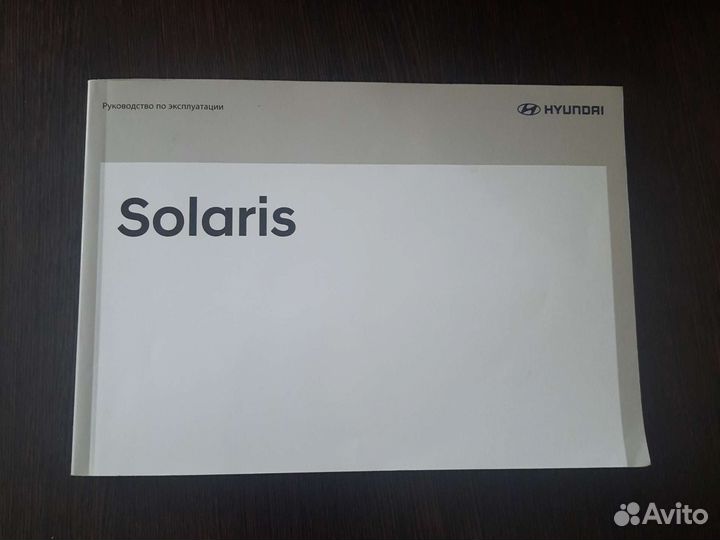 Руководство по эксплуатации
HYUNDAI
Solaris
Avito